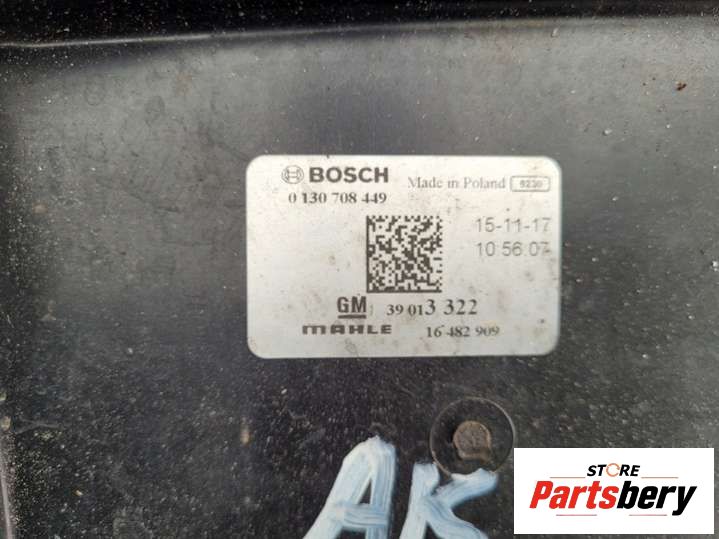 BOSCH Made in Poland 6230
0 130 708 449
15-11-17
10 56 07
GM 39 013 322
MAHLE 16 482 909
AK
STORE
Partsbery